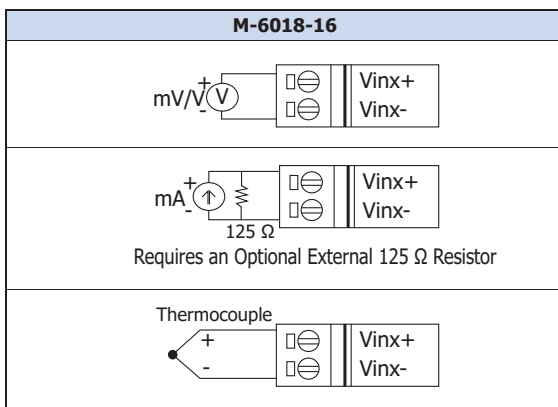 M-6018-16
+
mV/V V Vinx+
- Vinx-
+
mA Vinx+
- Vinx-
125 Ω
Requires an Optional External 125 Ω Resistor
Thermocouple
+ Vinx+
- Vinx-